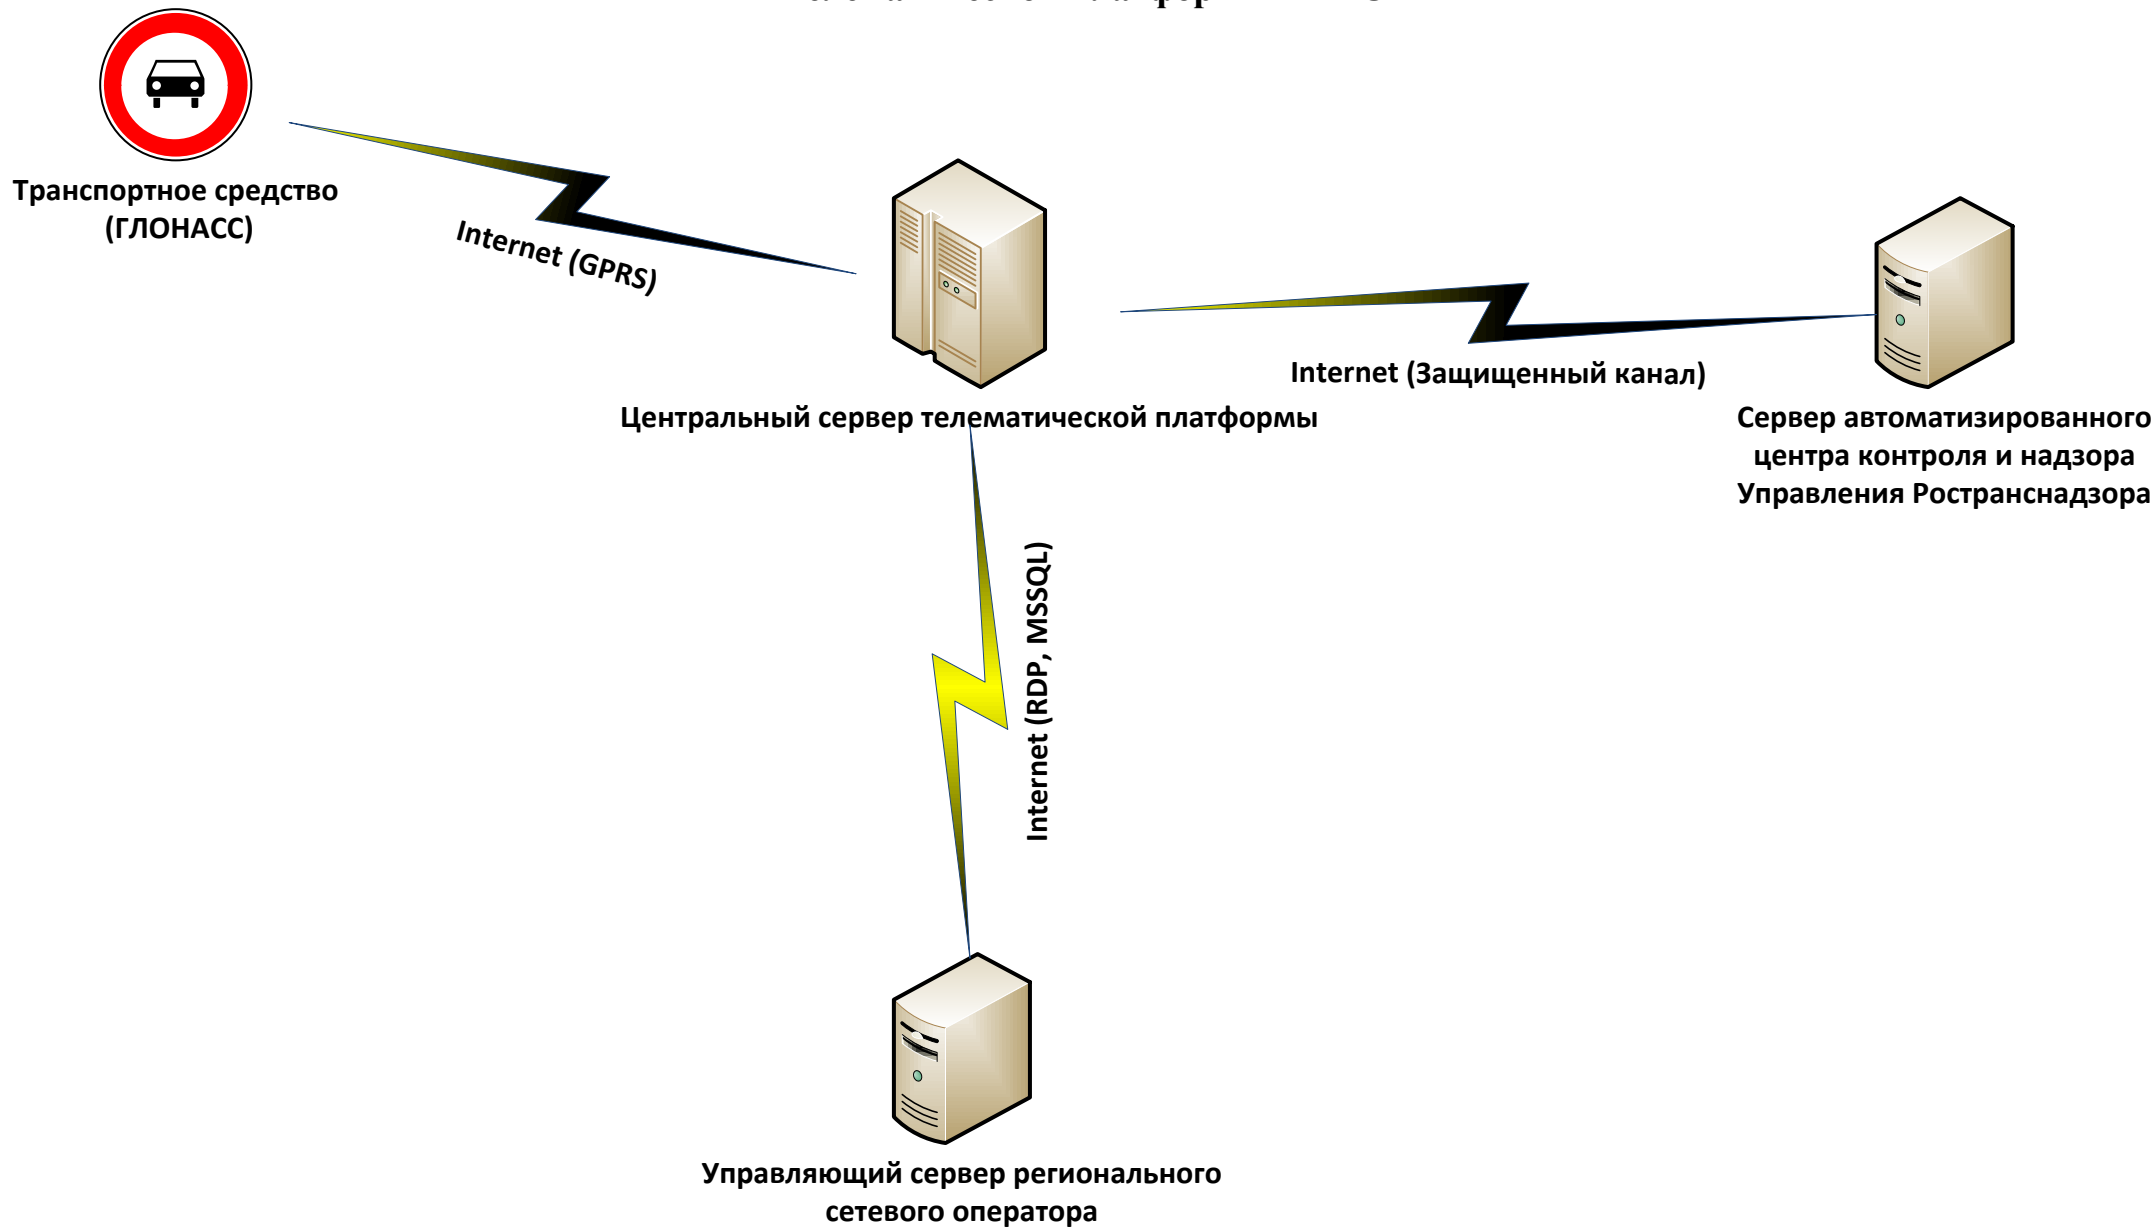 Транспортное средство
(ГЛОНАСС)
Internet (GPRS)
Центральный сервер телематической платформы
Internet (Защищенный канал)
Сервер автоматизированного
центра контроля и надзора
Управления Ространснадзора
Internet (RDP, MSSQL)
Управляющий сервер регионального
сетевого оператора